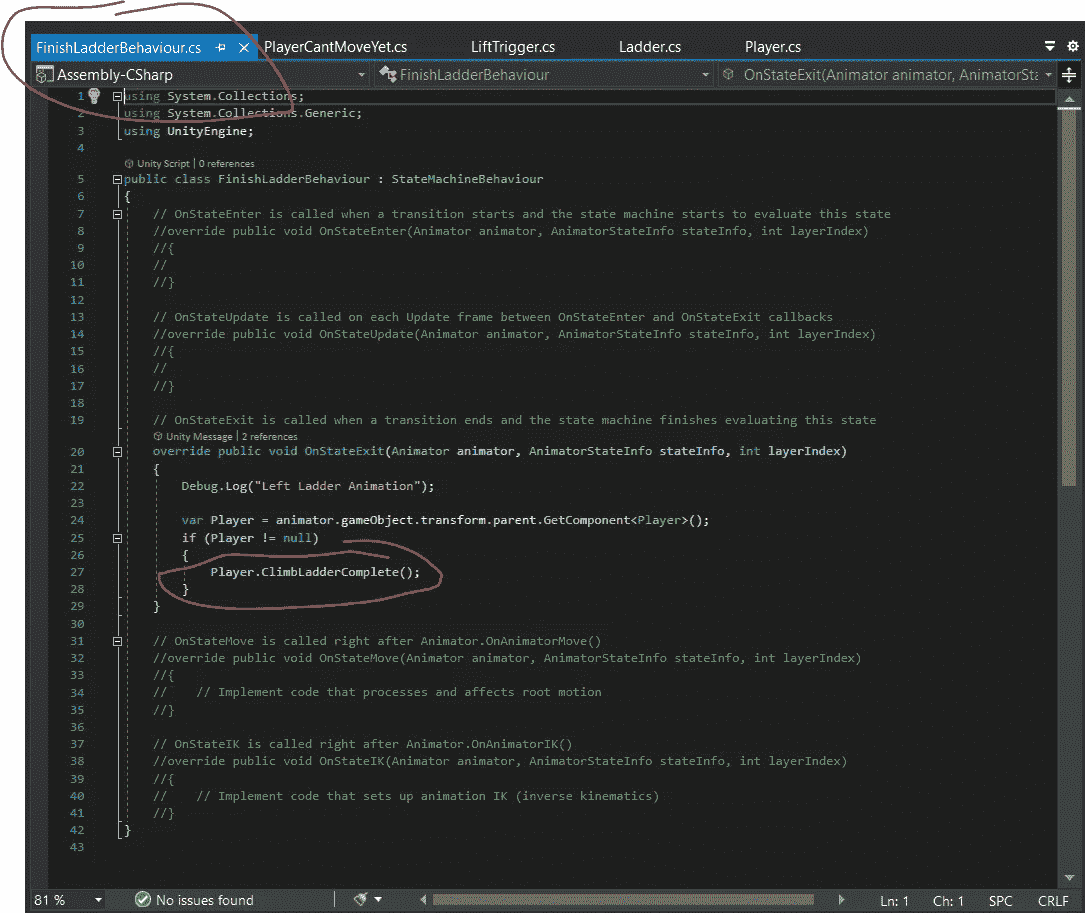 FinishLadderBehaviour.cs PlayerCantMoveYet.cs LiftTrigger.cs Ladder.cs Player.cs
Assembly-CSharp FinishLadderBehaviour OnStateExit(Animator animator, AnimatorSta
1 using System.Collections;
2 using System.Collections.Generic;
3 using UnityEngine;
4
Unity Script | 0 references
5 public class FinishLadderBehaviour : StateMachineBehaviour
6 {
7 // OnStateEnter is called when a transition starts and the state machine starts to evaluate this state
8 //override public void OnStateEnter(Animator animator, AnimatorStateInfo stateInfo, int layerIndex)
9 //{
10 //
11 //}
12
13 // OnStateUpdate is called on each Update frame between OnStateEnter and OnStateExit callbacks
14 //override public void OnStateUpdate(Animator animator, AnimatorStateInfo stateInfo, int layerIndex)
15 //{
16 //
17 //}
18
19 // OnStateExit is called when a transition ends and the state machine finishes evaluating this state
Unity Message | 2 references
20 override public void OnStateExit(Animator animator, AnimatorStateInfo stateInfo, int layerIndex)
21 {
22 Debug.Log("Left Ladder Animation");
23
24 var Player = animator.gameObject.transform.parent.GetComponent<Player>();
25 if (Player != null)
26 {
27 Player.ClimbLadderComplete();
28 }
29 }
30
31 // OnStateMove is called right after Animator.OnAnimatorMove()
32 //override public void OnStateMove(Animator animator, AnimatorStateInfo stateInfo, int layerIndex)
33 //{
34 // // Implement code that processes and affects root motion
35 //}
36
37 // OnStateIK is called right after Animator.OnAnimatorIK()
38 //override public void OnStateIK(Animator animator, AnimatorStateInfo stateInfo, int layerIndex)
39 //{
40 // // Implement code that sets up animation IK (inverse kinematics)
41 //}
42 }
43
81 % No issues found Ln: 1 Ch: 1 SPC CRLF